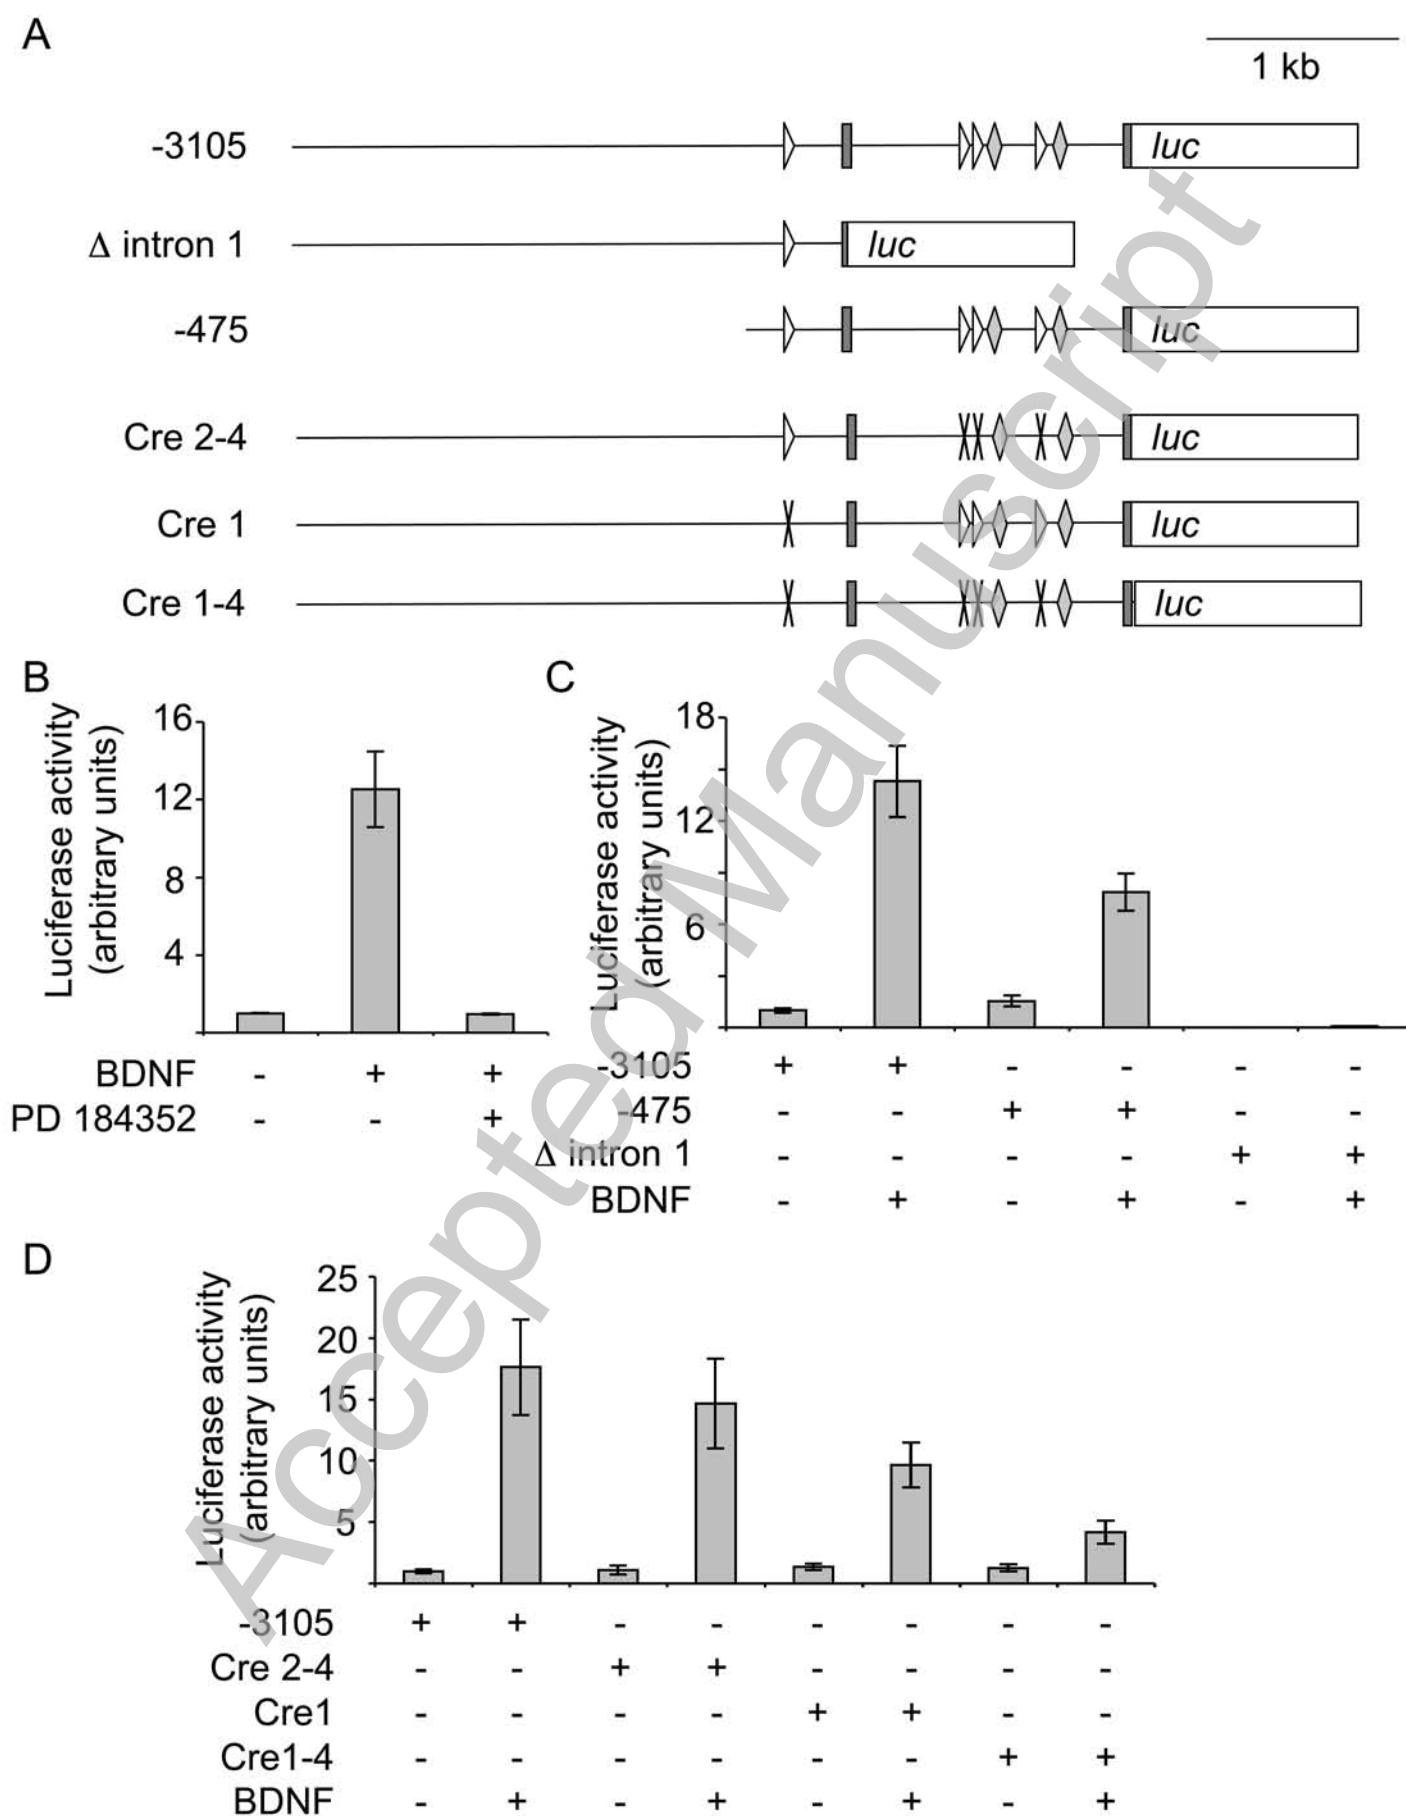 A
1 kb
-3105
luc
Δ intron 1
luc
-475
luc
Cre 2-4
luc
Cre 1
luc
Cre 1-4
luc
B
Luciferase activity
(arbitrary units)
16
12
8
4
BDNF - + +
PD 184352 - - +
C
Luciferase activity
(arbitrary units)
18
12
6
-3105 + + - - - -
-475 - - + + - -
Δ intron 1 - - - - + +
BDNF - + - + - +
D
Luciferase activity
(arbitrary units)
25
20
15
10
5
-3105 + + - - - - - -
Cre 2-4 - - + + - - - -
Cre1 - - - - + + - -
Cre1-4 - - - - - - + +
BDNF - + - + - + - +
Accepted Manuscript